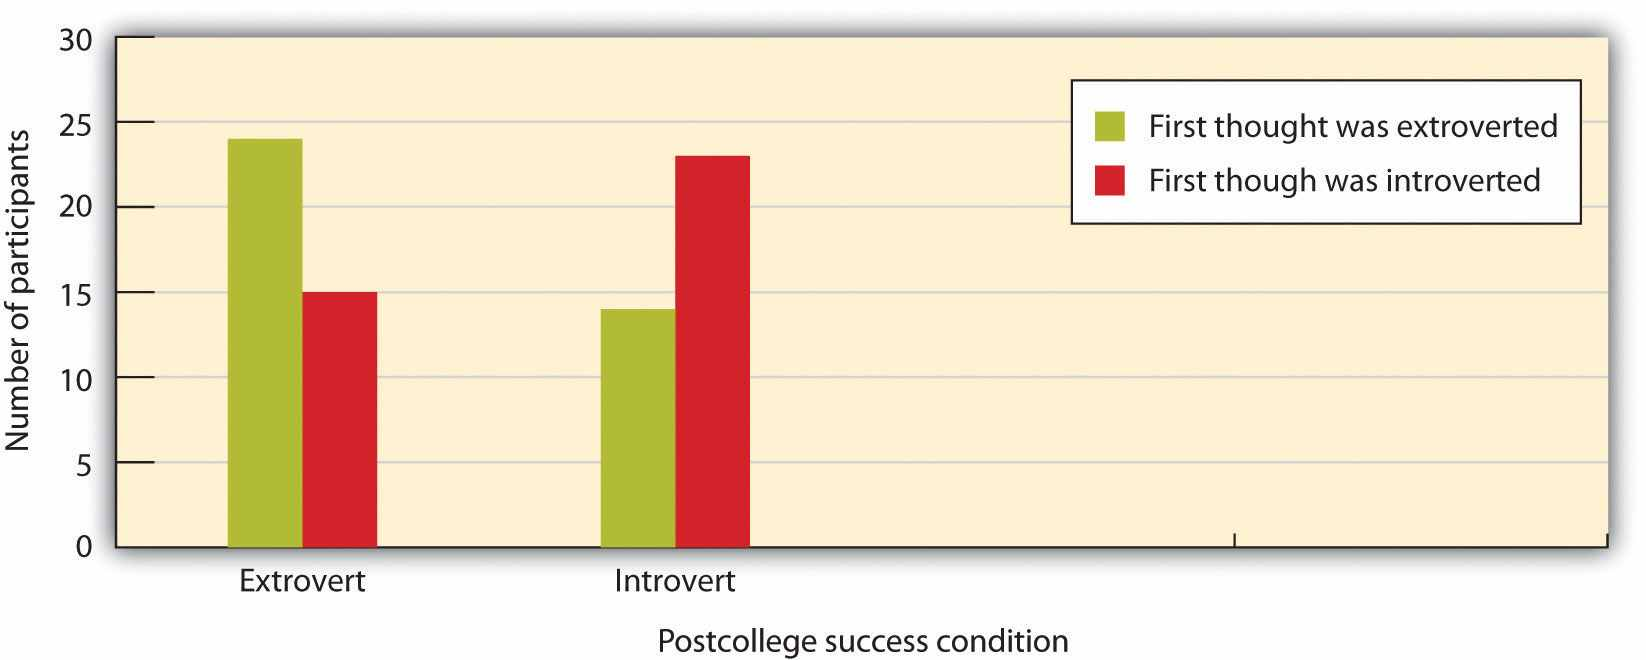 30
25
20
15
10
5
0
Number of participants
First thought was extroverted
First though was introverted
Extrovert
Introvert
Postcollege success condition